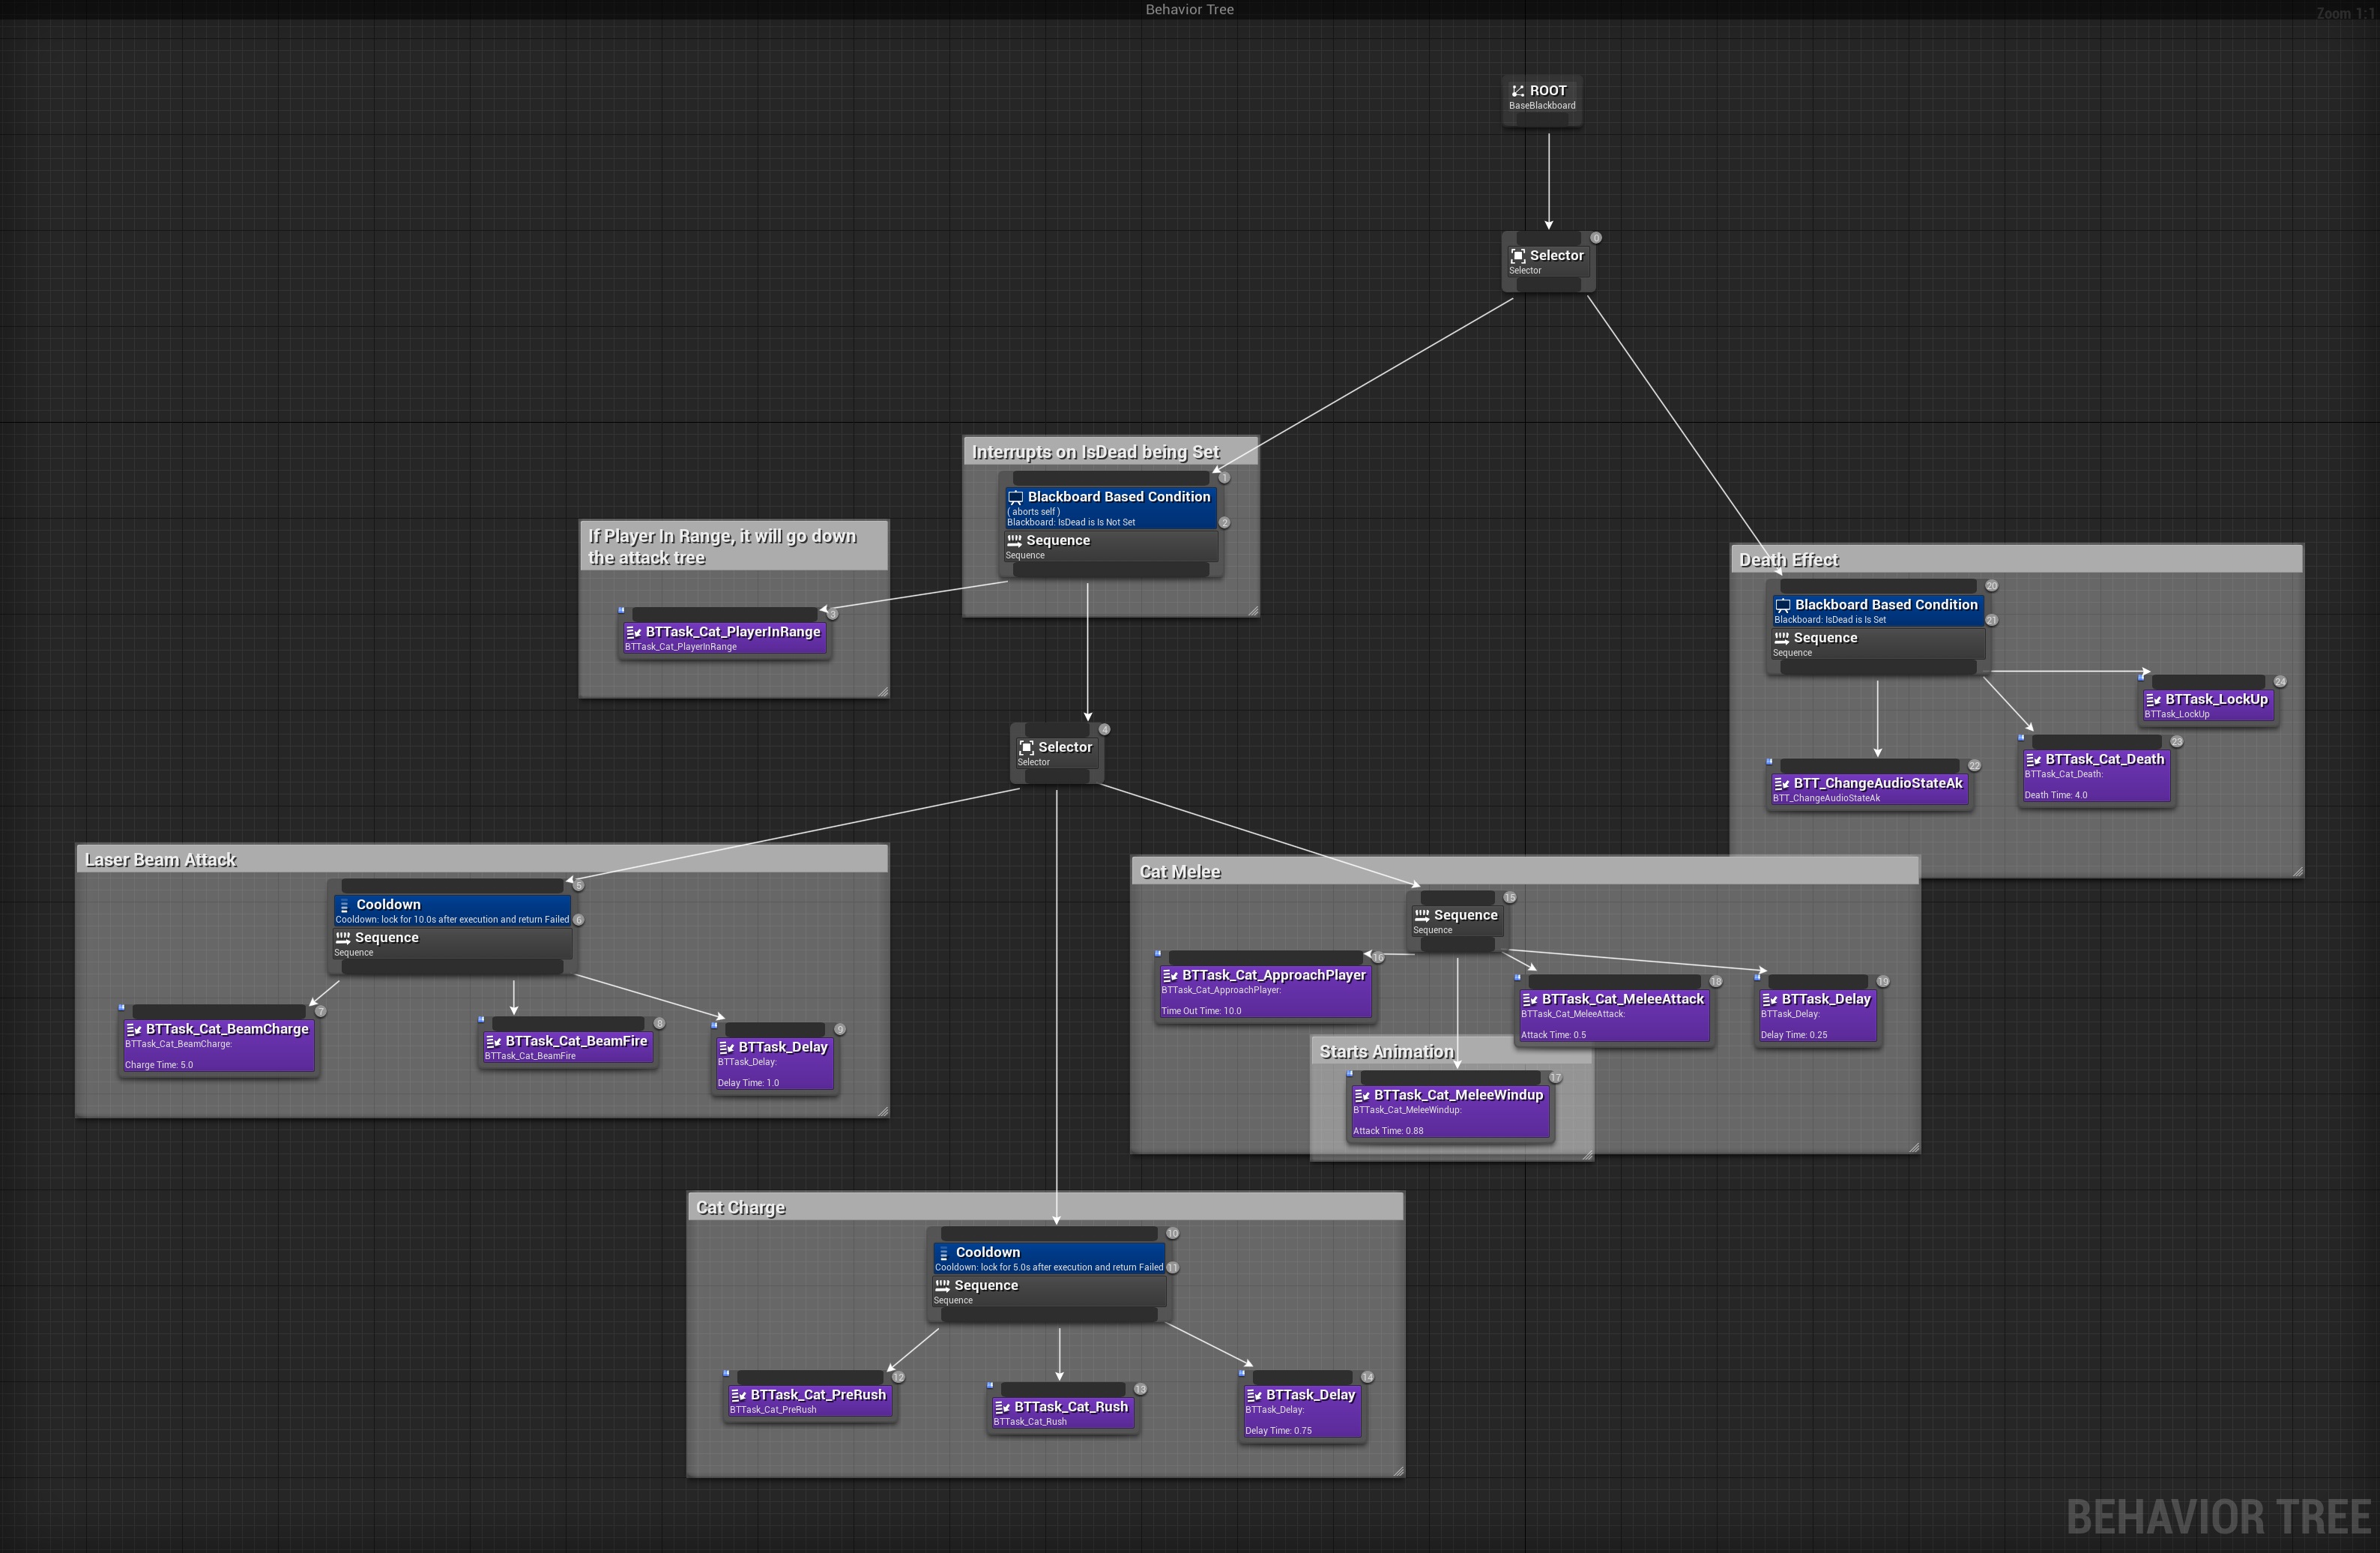 Behavior Tree
Zoom 1:1
ROOT
BaseBlackboard
0
Selector
Selector
Interrupts on IsDead being Set
1
Blackboard Based Condition
( aborts self )
Blackboard: IsDead is Is Not Set
2
Sequence
Sequence
If Player In Range, it will go down
the attack tree
3
BTTask_Cat_PlayerInRange
BTTask_Cat_PlayerInRange
Death Effect
20
Blackboard Based Condition
Blackboard: IsDead is Is Set
21
Sequence
Sequence
24
BTTask_LockUp
BTTask_LockUp
23
BTTask_Cat_Death
BTTask_Cat_Death:
Death Time: 4.0
22
BTT_ChangeAudioStateAk
BTT_ChangeAudioStateAk
4
Selector
Selector
Laser Beam Attack
5
Cooldown
Cooldown: lock for 10.0s after execution and return Failed
6
Sequence
Sequence
7
BTTask_Cat_BeamCharge
BTTask_Cat_BeamCharge:
Charge Time: 5.0
8
BTTask_Cat_BeamFire
BTTask_Cat_BeamFire
9
BTTask_Delay
BTTask_Delay:
Delay Time: 1.0
Cat Melee
15
Sequence
Sequence
16
BTTask_Cat_ApproachPlayer
BTTask_Cat_ApproachPlayer:
Time Out Time: 10.0
18
BTTask_Cat_MeleeAttack
BTTask_Cat_MeleeAttack:
Attack Time: 0.5
19
BTTask_Delay
BTTask_Delay:
Delay Time: 0.25
Starts Animation
17
BTTask_Cat_MeleeWindup
BTTask_Cat_MeleeWindup:
Attack Time: 0.88
Cat Charge
10
Cooldown
Cooldown: lock for 5.0s after execution and return Failed
11
Sequence
Sequence
12
BTTask_Cat_PreRush
BTTask_Cat_PreRush
13
BTTask_Cat_Rush
BTTask_Cat_Rush
14
BTTask_Delay
BTTask_Delay:
Delay Time: 0.75
BEHAVIOR TREE